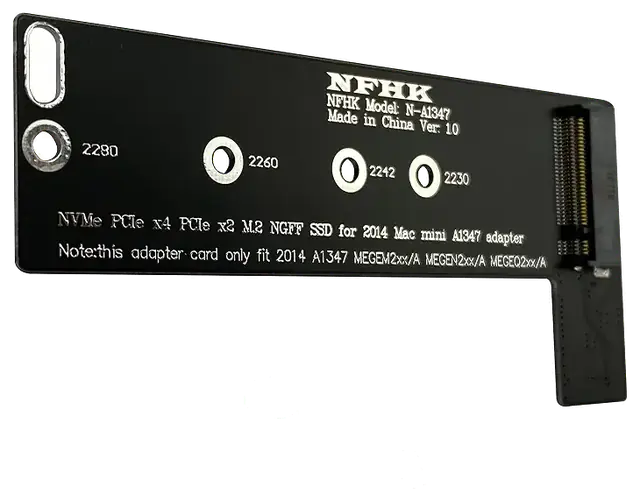 NFHK
NFHK Model: N-A1347
Made in China Ver: 1.0
2280
2260
2242
2230
NVMe PCIe x4 PCIe x2 M.2 NGFF SSD for 2014 Mac mini A1347 adapter
Note:this adapter card only fit 2014 A1347 MEGEM2xx/A MEGEN2xx/A MEGEQ2xx/A